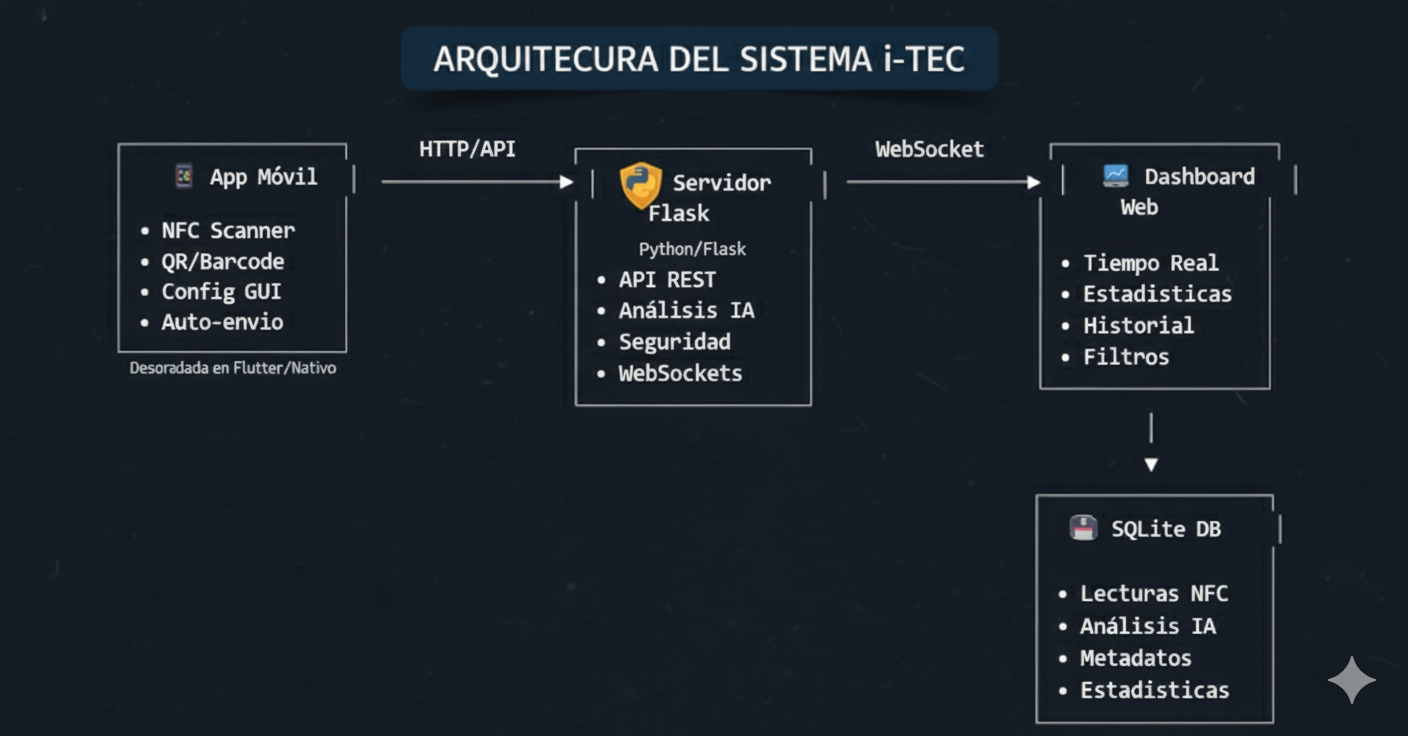 ARQUITECURA DEL SISTEMA i-TEC
App Móvil
• NFC Scanner
• QR/Barcode
• Config GUI
• Auto-envio
Desoradada en Flutter/Nativo
HTTP/API
Servidor
Flask
Python/Flask
• API REST
• Análisis IA
• Seguridad
• WebSockets
WebSocket
Dashboard
Web
• Tiempo Real
• Estadisticas
• Historial
• Filtros
SQLite DB
• Lecturas NFC
• Análisis IA
• Metadatos
• Estadisticas